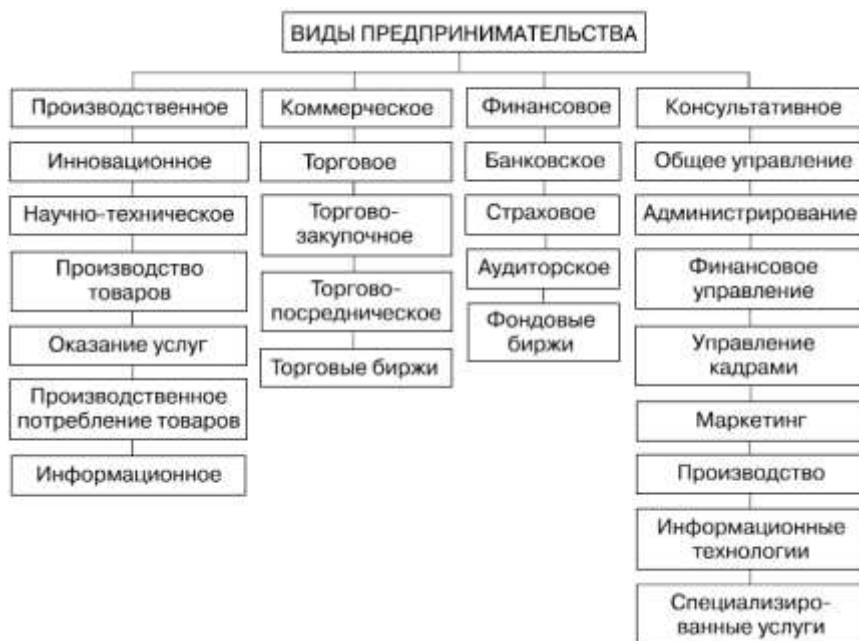 ВИДЫ ПРЕДПРИНИМАТЕЛЬСТВА
Производственное
Инновационное
Научно-техническое
Производство
товаров
Оказание услуг
Производственное
потребление товаров
Информационное
Коммерческое
Торговое
Торгово-
закупочное
Торгово-
посредническое
Торговые биржи
Финансовое
Банковское
Страховое
Аудиторское
Фондовые
биржи
Консультативное
Общее управление
Администрирование
Финансовое
управление
Управление
кадрами
Маркетинг
Производство
Информационные
технологии
Специализиро-
ванные услуги